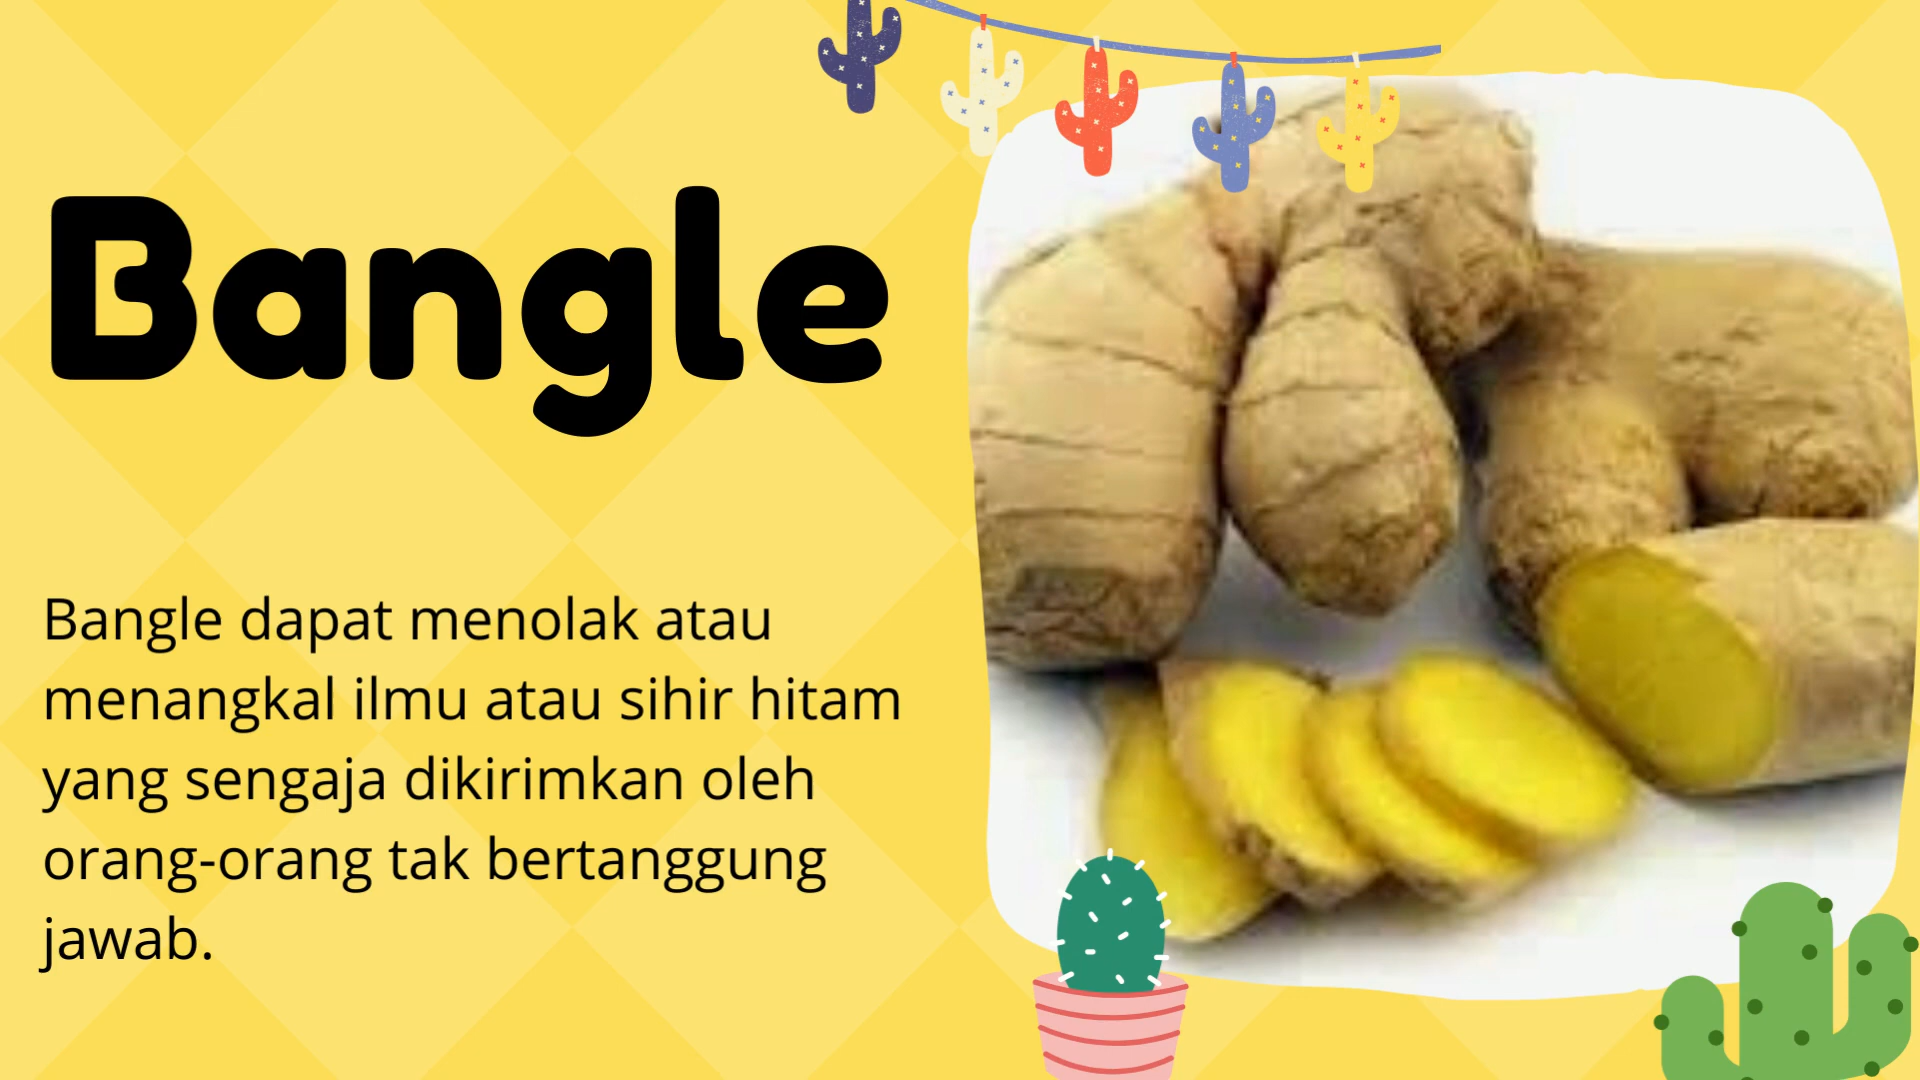 Bangle
Bangle dapat menolak atau
menangkal ilmu atau sihir hitam
yang sengaja dikirimkan oleh
orang-orang tak bertanggung
jawab.